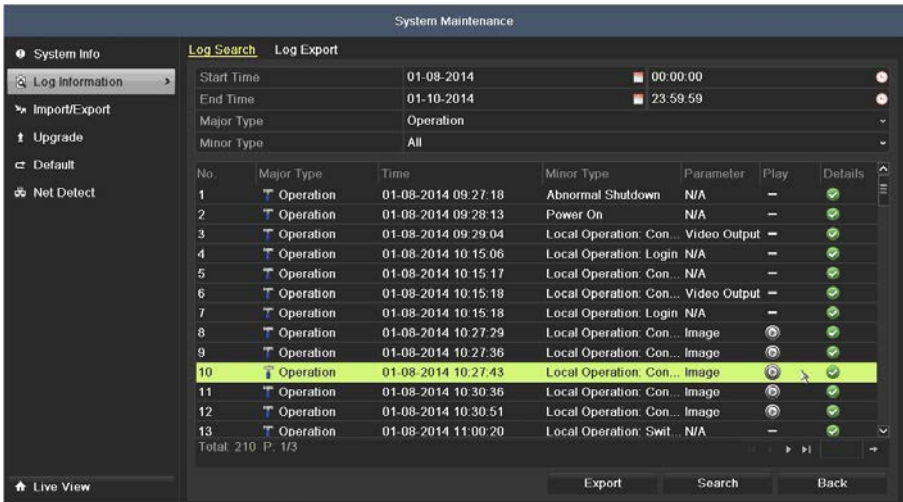 System Maintenance
System Info
Log Information
Import/Export
Upgrade
Default
Net Detect
Live View
Log Search Log Export
Start Time 01-08-2014 00:00:00
End Time 01-10-2014 23:59:59
Major Type Operation
Minor Type All
No. Major Type Time Minor Type Parameter Play Details
1 Operation 01-08-2014 09:27:18 Abnormal Shutdown N/A —
2 Operation 01-08-2014 09:28:13 Power On N/A —
3 Operation 01-08-2014 09:29:04 Local Operation: Con... Video Output —
4 Operation 01-08-2014 10:15:06 Local Operation: Login N/A —
5 Operation 01-08-2014 10:15:17 Local Operation: Con... N/A —
6 Operation 01-08-2014 10:15:18 Local Operation: Con... Video Output —
7 Operation 01-08-2014 10:15:18 Local Operation: Login N/A —
8 Operation 01-08-2014 10:27:29 Local Operation: Con... Image
9 Operation 01-08-2014 10:27:36 Local Operation: Con... Image
10 Operation 01-08-2014 10:27:43 Local Operation: Con... Image
11 Operation 01-08-2014 10:30:36 Local Operation: Con... Image
12 Operation 01-08-2014 10:30:51 Local Operation: Con... Image
13 Operation 01-08-2014 11:00:20 Local Operation: Swit... N/A —
Total: 210 P. 1/3
Export Search Back